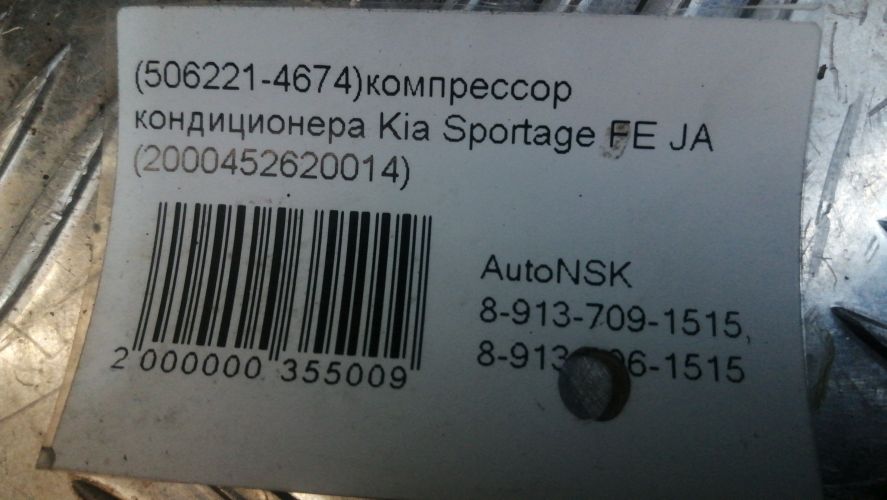 (506221-4674)компрессор
кондиционера Kia Sportage FE JA
(2000452620014)
AutoNSK
8-913-709-1515,
2 000000 355009